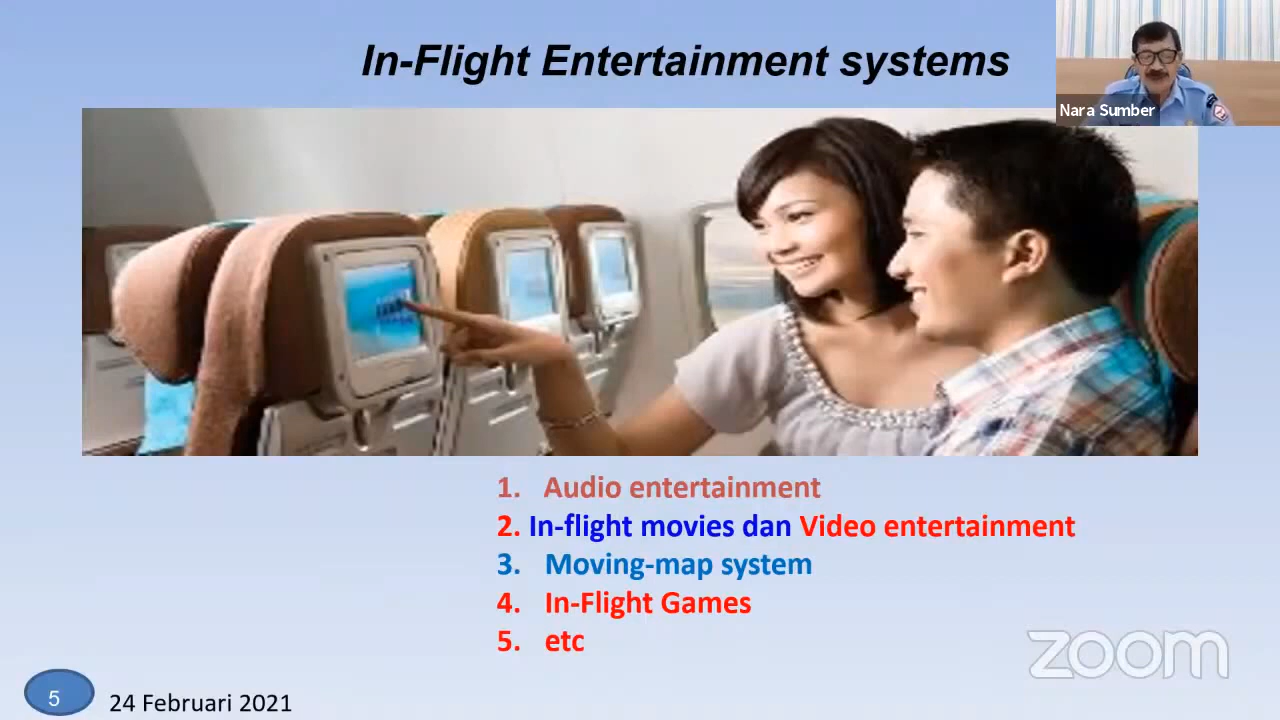 In-Flight Entertainment systems
Nara Sumber
1. Audio entertainment
2. In-flight movies dan Video entertainment
3. Moving-map system
4. In-Flight Games
5. etc
zoom
5
24 Februari 2021